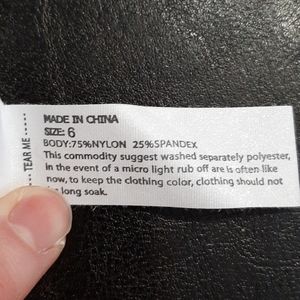 MADE IN CHINA
SIZE: 6
BODY:75%NYLON 25%SPANDEX
This commodity suggest washed separately polyester,
in the event of a micro light rub off are is often like
now, to keep the clothing color, clothing should not
long soak.
--- TEAR ME ---